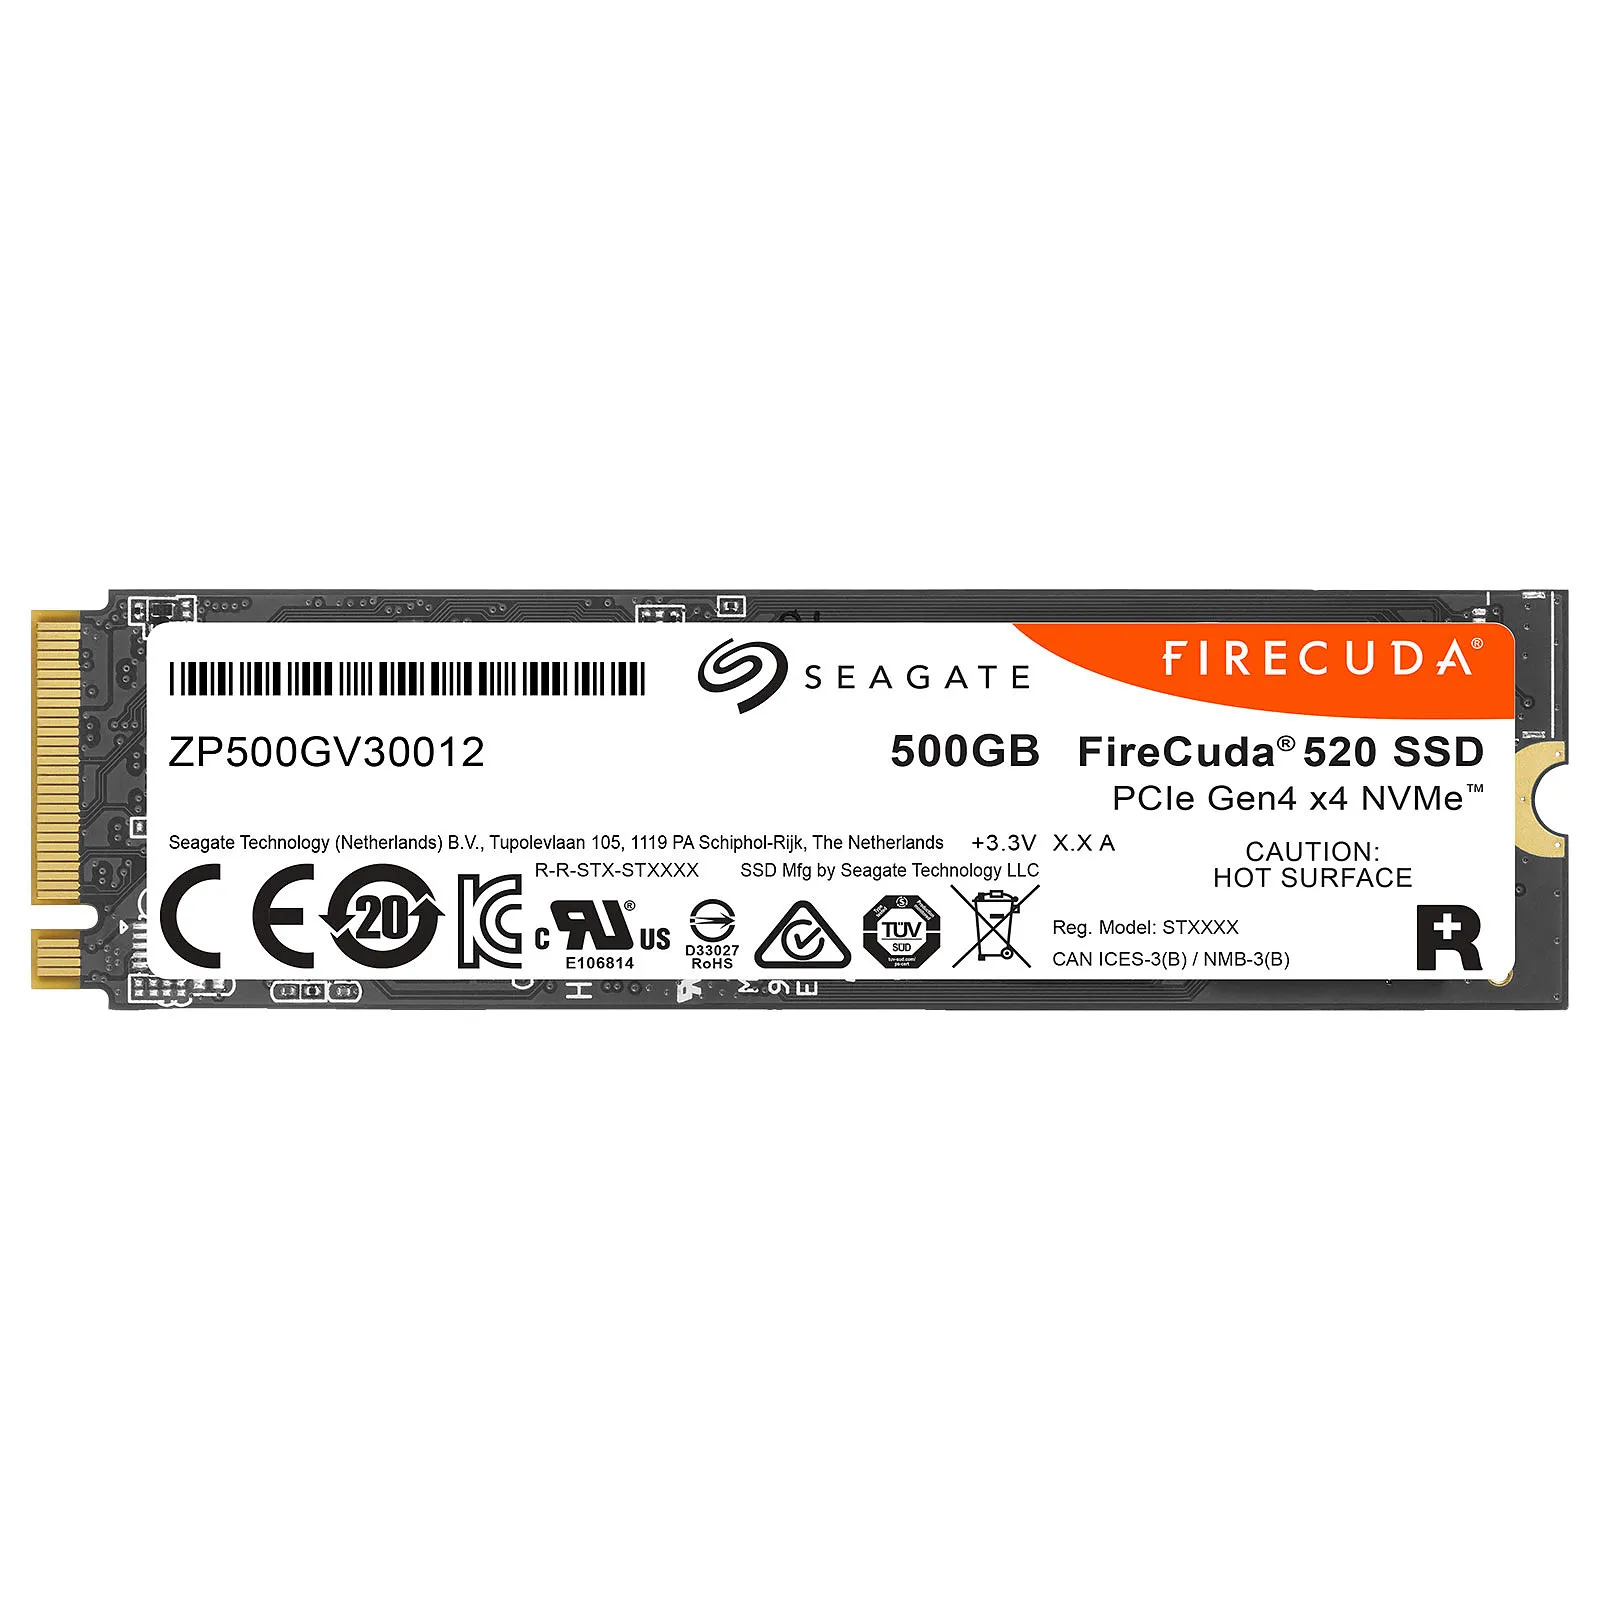 SEAGATE
FIRECUDA®
ZP500GV30012
500GB FireCuda® 520 SSD
PCIe Gen4 x4 NVMe™
Seagate Technology (Netherlands) B.V., Tupolevlaan 105, 1119 PA Schiphol-Rijk, The Netherlands +3.3V X.X A
CAUTION:
HOT SURFACE
R-R-STX-STXXXX SSD Mfg by Seagate Technology LLC
CE
20
c RU® US
E106814
D33027
RoHS
TÜV
SÜD
Reg. Model: STXXXX
CAN ICES-3(B) / NMB-3(B)
R